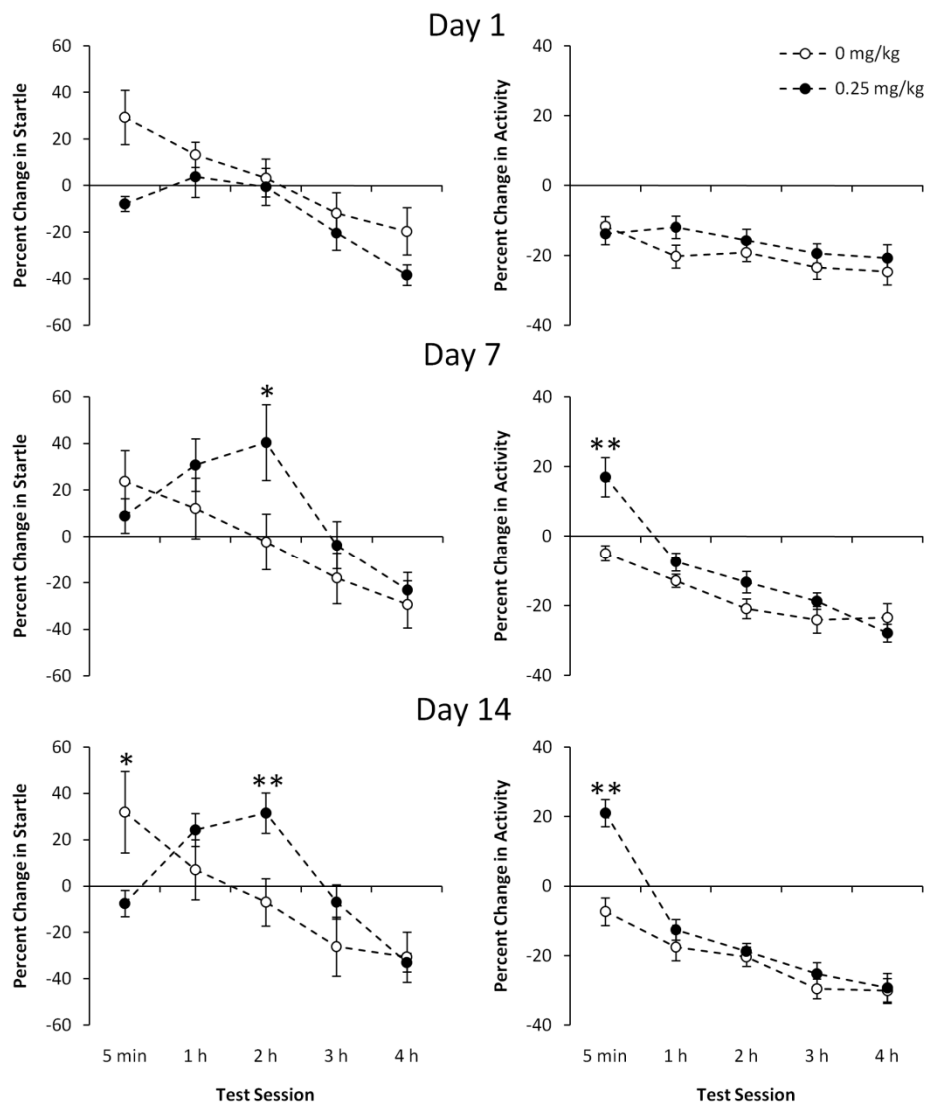 Day 1
Percent Change in Startle
60
40
20
0
-20
-40
-60
Percent Change in Activity
40
20
0
-20
-40
0 mg/kg
0.25 mg/kg
Day 7
Percent Change in Startle
60
40
20
0
-20
-40
-60
*
Percent Change in Activity
40
20
0
-20
-40
**
Day 14
Percent Change in Startle
60
40
20
0
-20
-40
-60
*
**
5 min 1 h 2 h 3 h 4 h
Test Session
Percent Change in Activity
40
20
0
-20
-40
**
5 min 1 h 2 h 3 h 4 h
Test Session